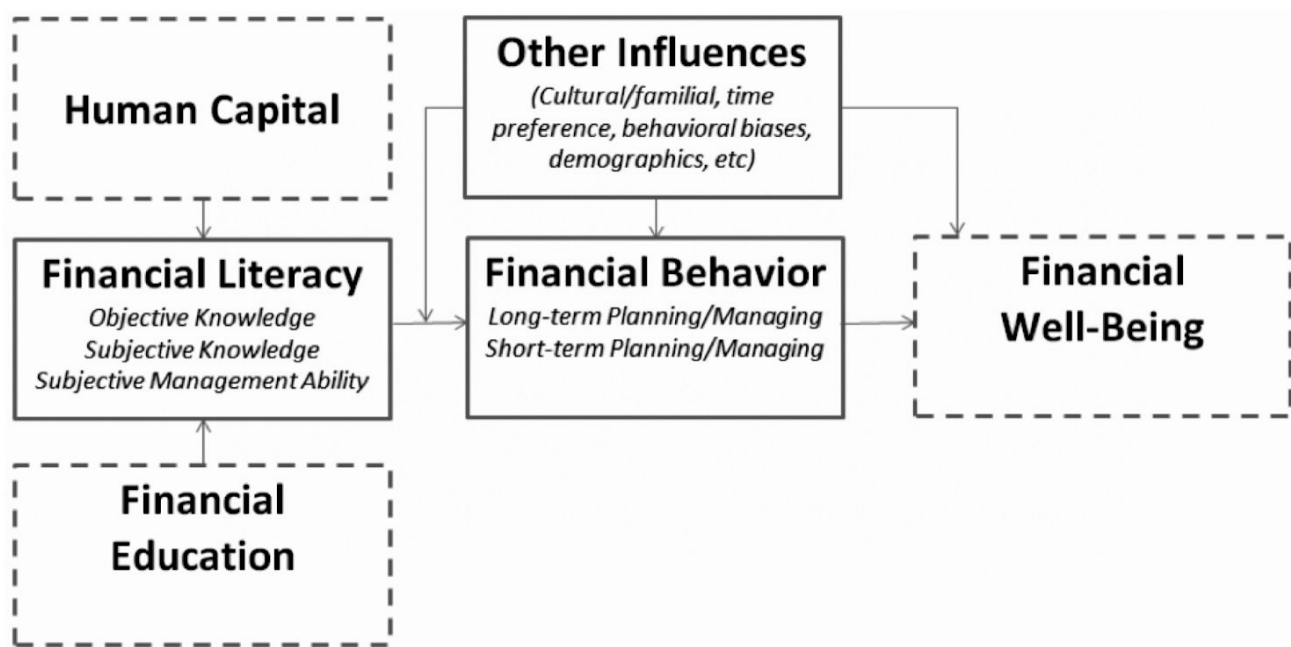 Human Capital
Other Influences
(Cultural/familial, time
preference, behavioral biases,
demographics, etc)
Financial Literacy
Objective Knowledge
Subjective Knowledge
Subjective Management Ability
Financial Behavior
Long-term Planning/Managing
Short-term Planning/Managing
Financial
Well-Being
Financial
Education